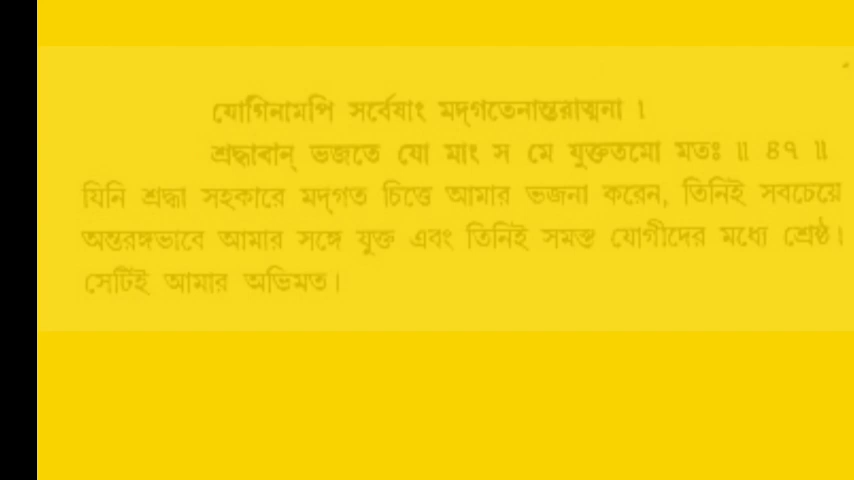 যোগিনামপি সর্বেষাং মদ্‌গতেনান্তরাত্মনা ।
শ্রদ্ধাবান্ ভজতে যো মাং স মে যুক্ততমো মতঃ ॥ ৪৭ ॥
যিনি শ্রদ্ধা সহকারে মদ্‌গত চিত্তে আমার ভজনা করেন, তিনিই সবচেয়ে
অন্তরঙ্গভাবে আমার সঙ্গে যুক্ত এবং তিনিই সমস্ত যোগীদের মধ্যে শ্রেষ্ঠ।
সেটিই আমার অভিমত।